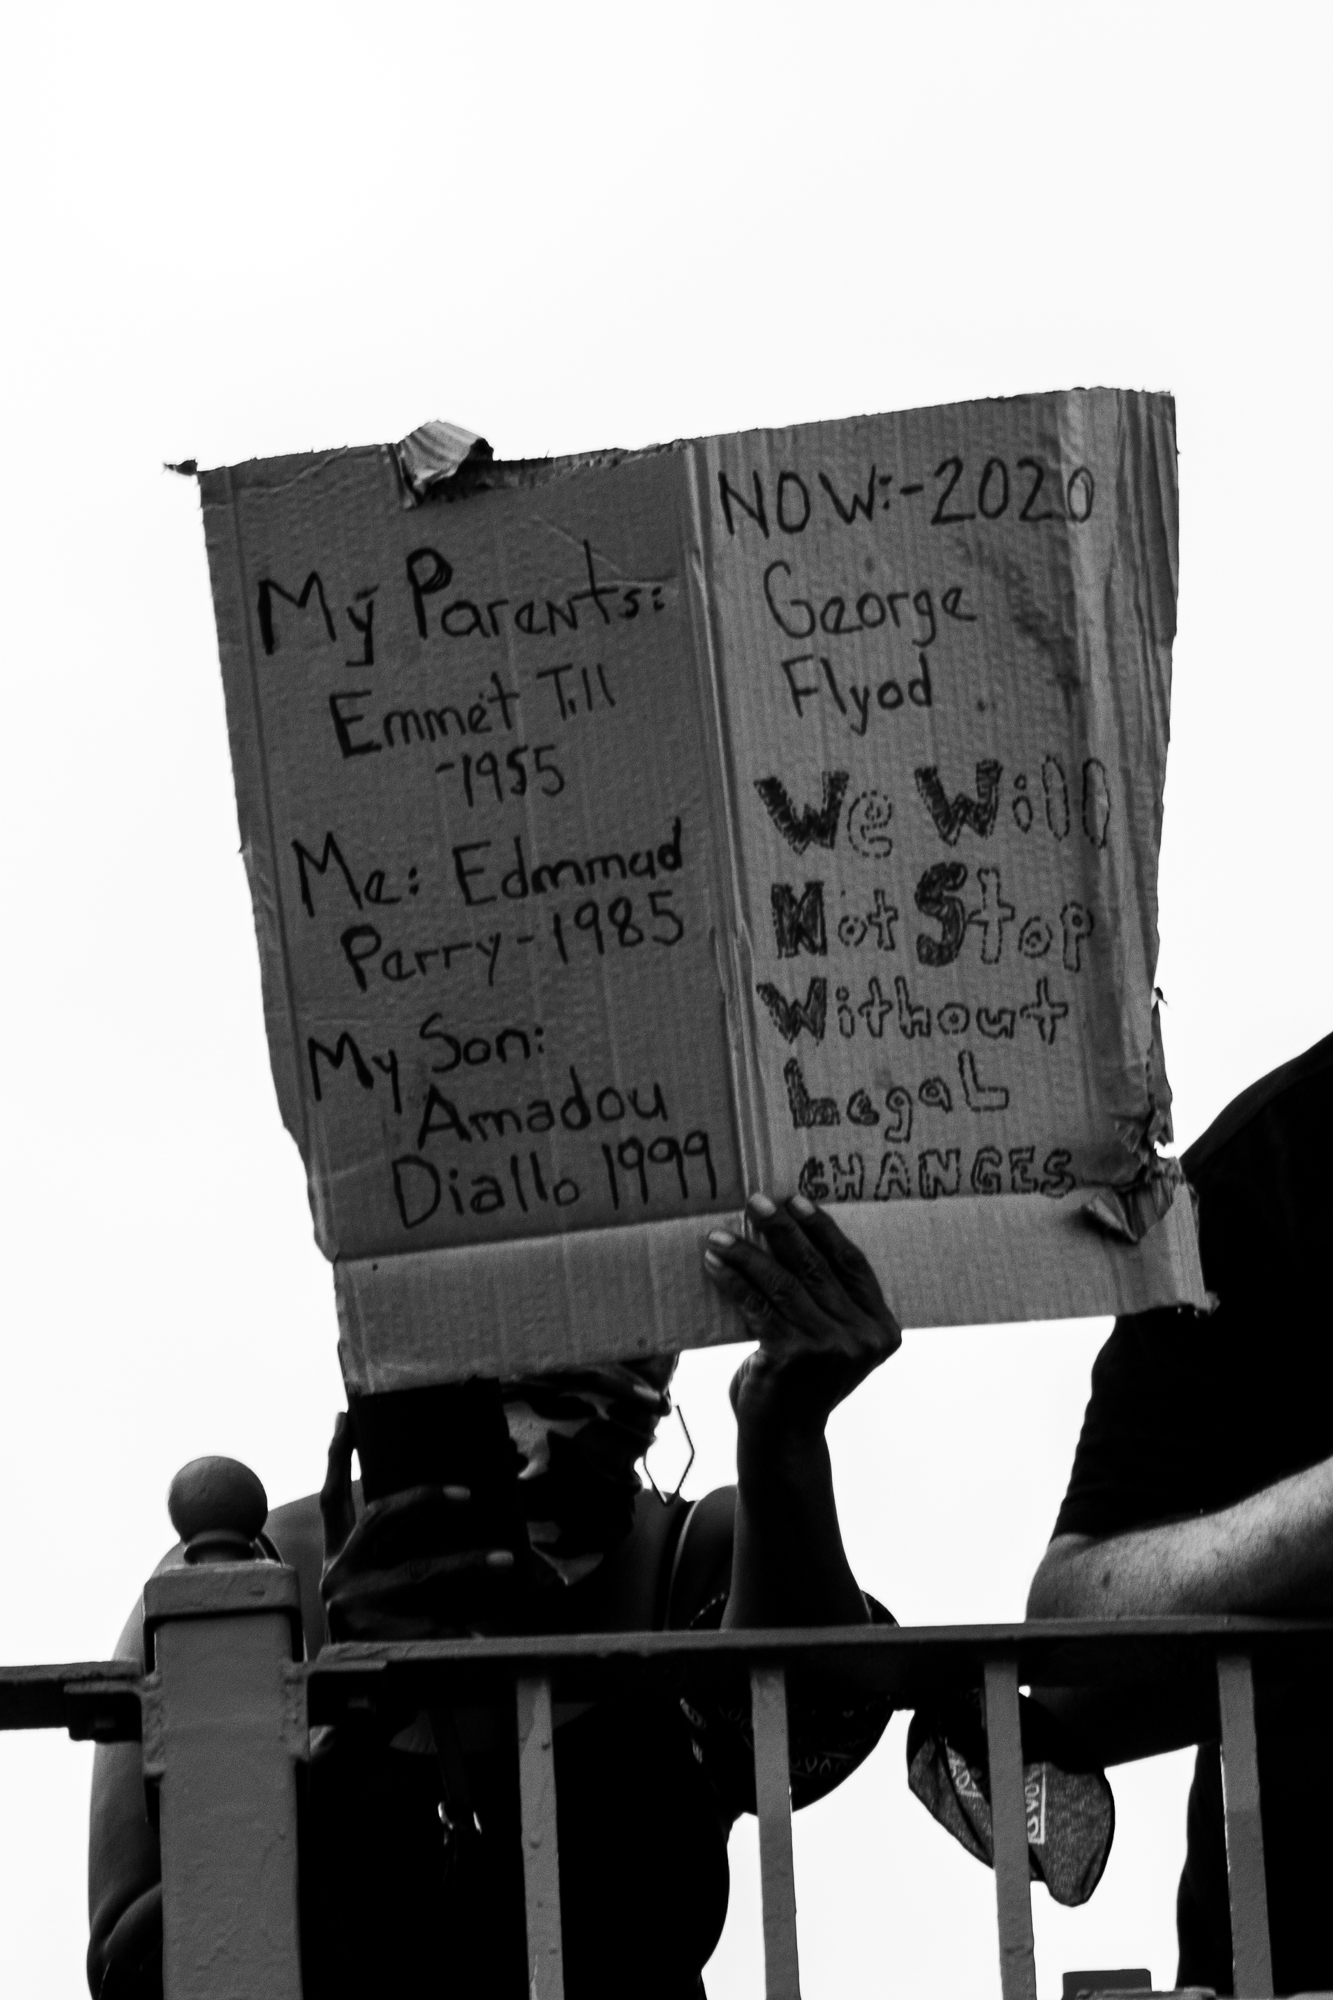 My Parents:
Emmet Till
-1955
Me: Edmmud
Perry - 1985
My Son:
Amadou
Diallo 1999
NOW:-2020
George
Flyod
We Will
Not Stop
Without
Legal
CHANGES